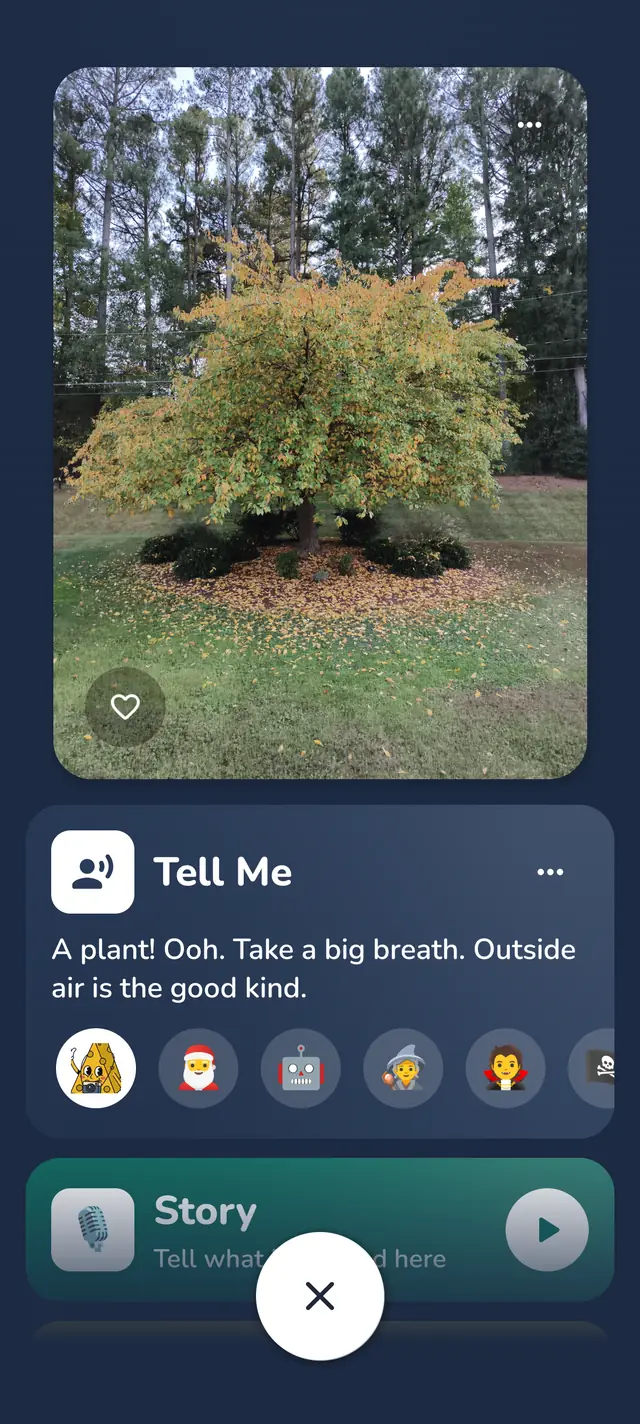 Tell Me
A plant! Ooh. Take a big breath. Outside
air is the good kind.
Story
Tell what d here